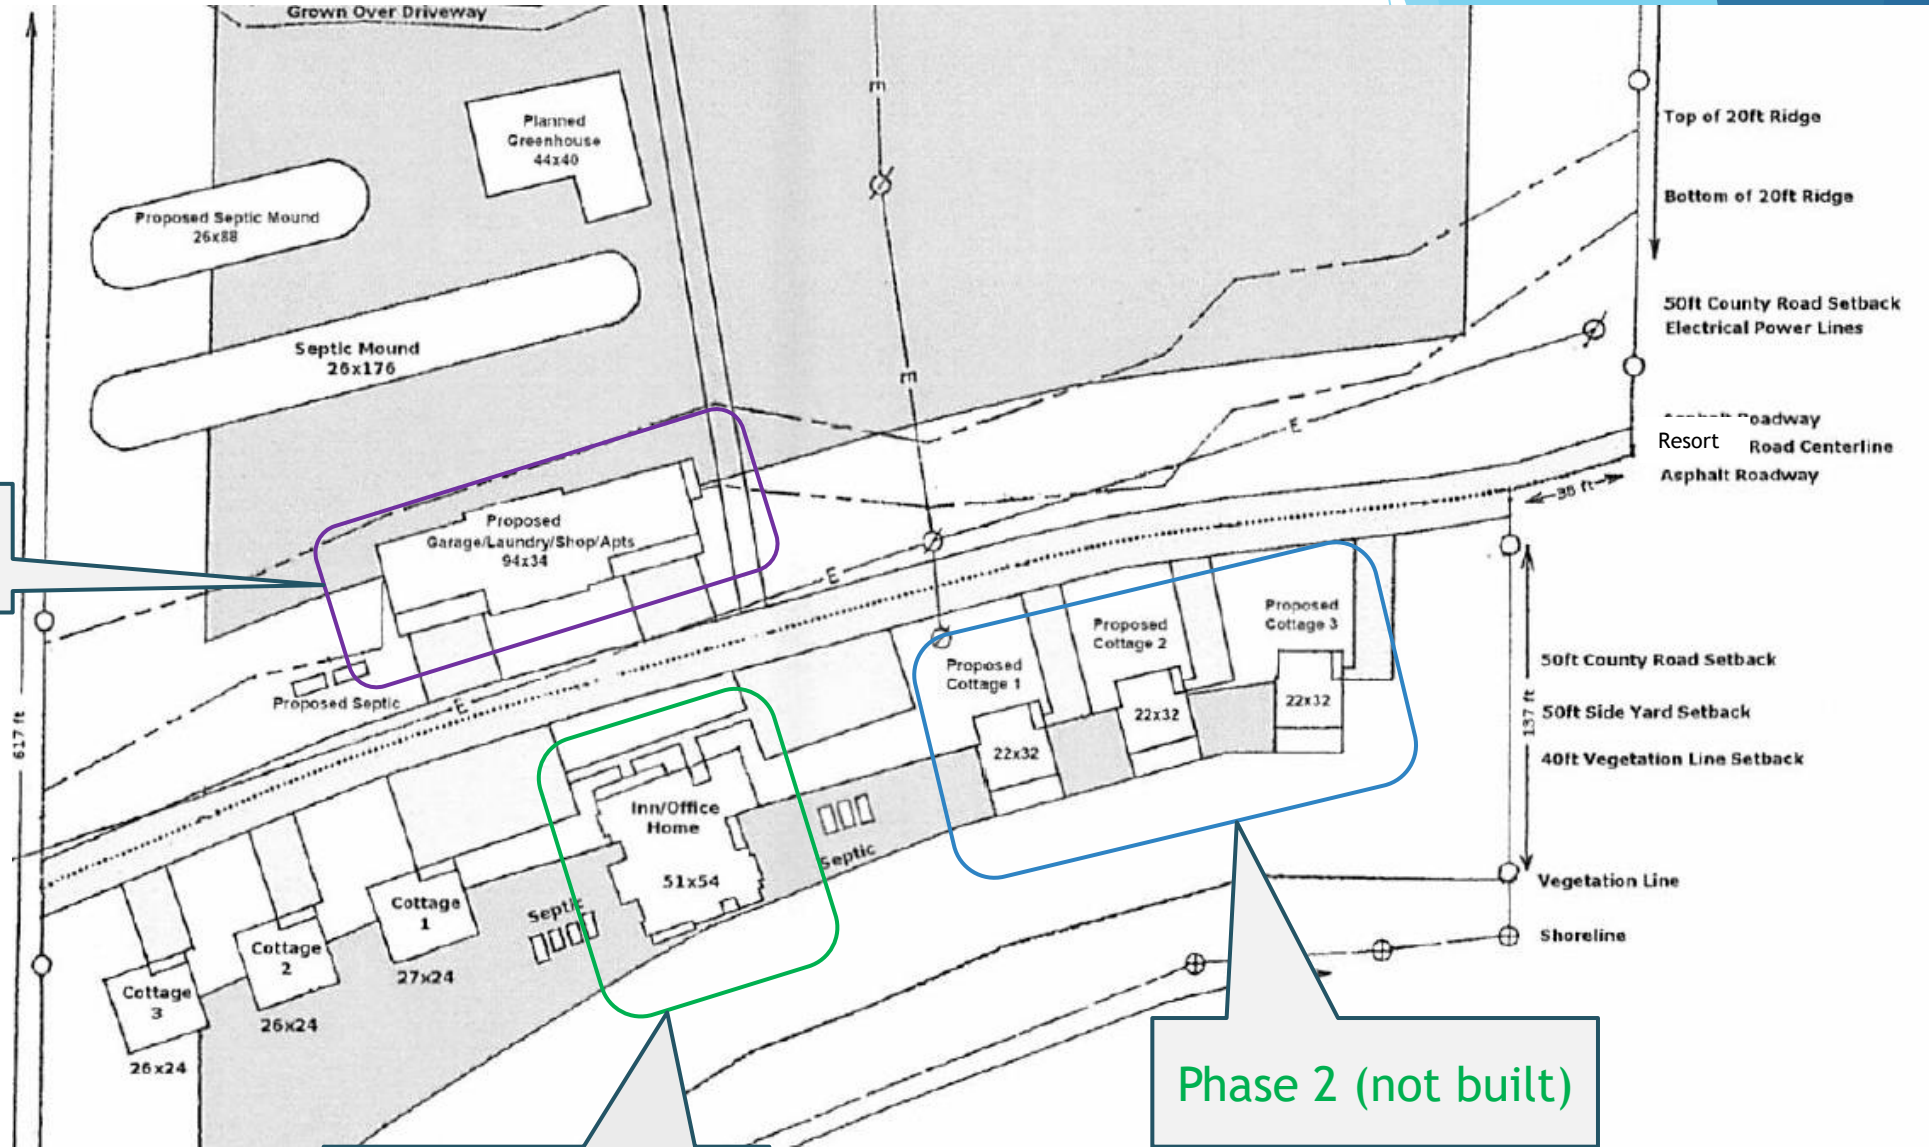 Grown Over Driveway
Planned
Greenhouse
44x40
Proposed Septic Mound
26x88
Septic Mound
26x176
E
E
Top of 20ft Ridge
Bottom of 20ft Ridge
50ft County Road Setback
Electrical Power Lines
Roadway
Resort
Road Centerline
Asphalt Roadway
35 ft
Proposed
Garage/Laundry/Shop/Apts
94x34
E
E
E
Proposed Septic
617 ft
Proposed
Cottage 1
22x32
Proposed
Cottage 2
22x32
Proposed
Cottage 3
22x32
50ft County Road Setback
50ft Side Yard Setback
137 ft
40ft Vegetation Line Setback
Inn/Office
Home
51x54
Septic
Septic
Cottage
1
27x24
Cottage
2
26x24
Cottage
3
26x24
Vegetation Line
Shoreline
Phase 2 (not built)